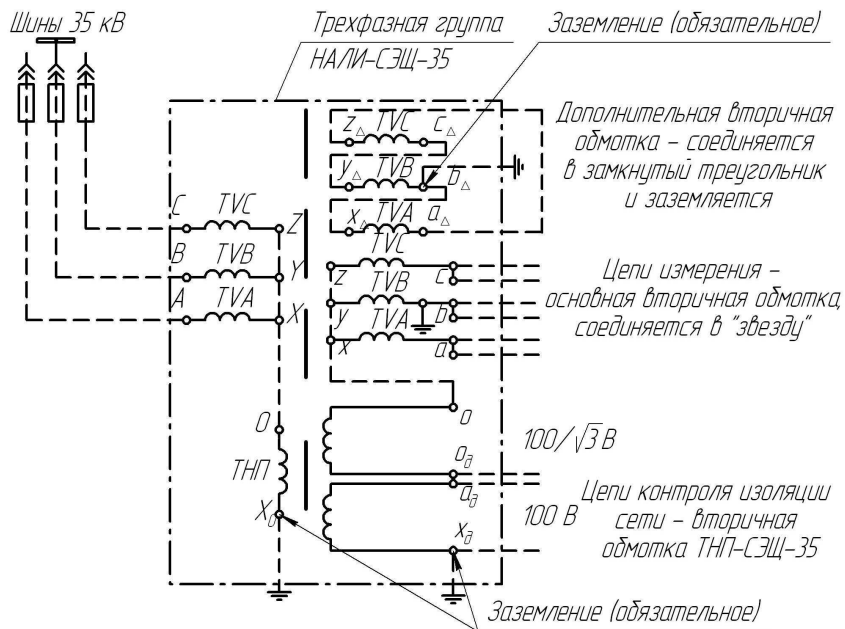 Шины 35 кВ
Трехфазная группа
НАЛИ-СЭЩ-35
Заземление (обязательное)
z△ TVC c△
y△ TVB b△
x△ TVA a△
Дополнительная вторичная
обмотка - соединяется
в замкнутый треугольник
и заземляется
C TVC Z
B TVB Y
A TVA X
TVC
z c
TVB
y b
TVA
x a
Цепи измерения -
основная вторичная обмотка,
соединяется в "звезду"
O
ТНП
X₀
o
oд
100/√3 В
aд
xд
100 В
Цепи контроля изоляции
сети - вторичная
обмотка ТНП-СЭЩ-35
Заземление (обязательное)